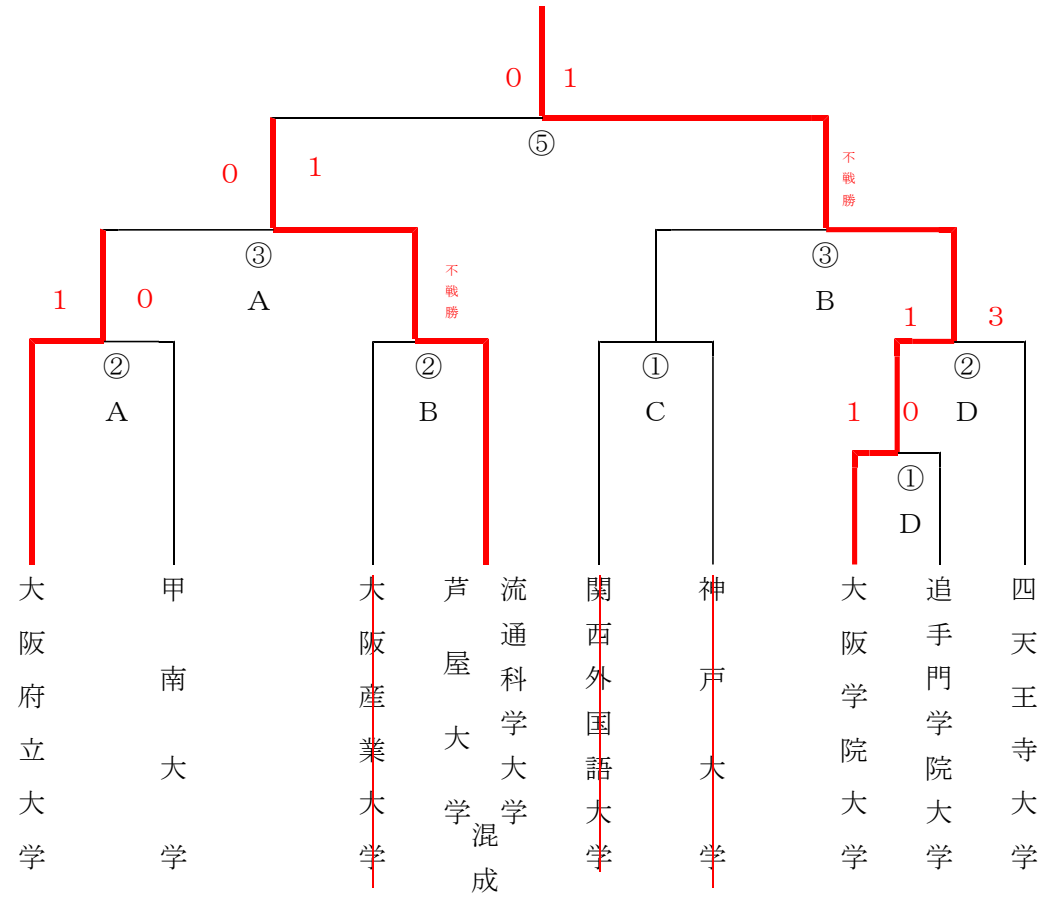 ０ １
⑤
０ １
不戦勝
③
Ａ
③
Ｂ
１ ０
不戦勝
１ ３
②
Ａ
②
Ｂ
①
Ｃ
②
Ｄ
１ ０
①
Ｄ
大阪府立大学
甲南大学
大阪産業大学
芦屋大学
流通科学大学
混成
関西外国語大学
神戸大学
大阪学院大学
追手門学院大学
四天王寺大学